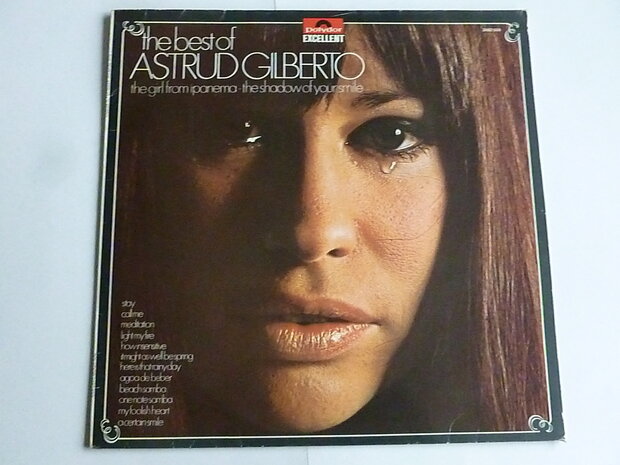 polydor
EXCELLENT
the best of
ASTRUD GILBERTO
the girl from ipanema · the shadow of your smile
stay
call me
meditation
light my fire
how insensitive
it might as well be spring
here is that rainy day
agoa de beber
beach samba
one note samba
my foolish heart
a certain smile